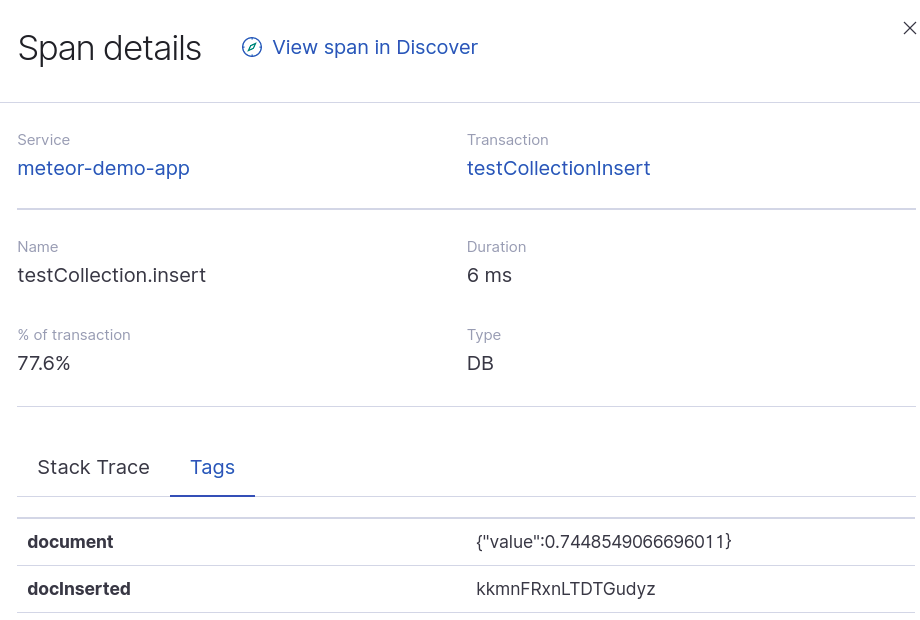 Span details
View span in Discover
Service
Transaction
meteor-demo-app
testCollectionInsert
Name
Duration
testCollection.insert
6 ms
% of transaction
Type
77.6%
DB
Stack Trace
Tags
document
{"value":0.7448549066696011}
docInserted
kkmnFRxnLTDTGudyz